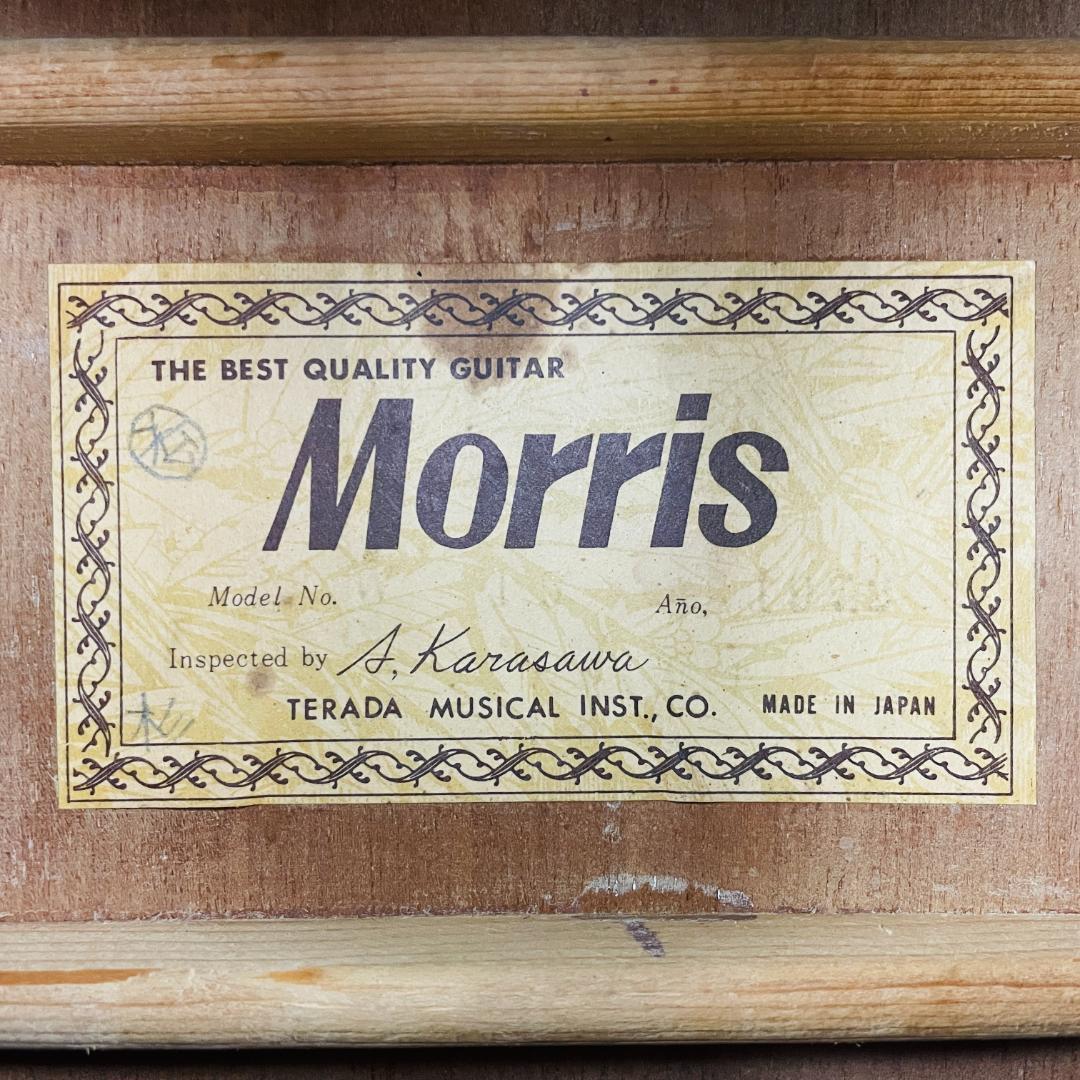 THE BEST QUALITY GUITAR
Morris
Model No. Año,
Inspected by S. Karasawa
TERADA MUSICAL INST., CO. MADE IN JAPAN